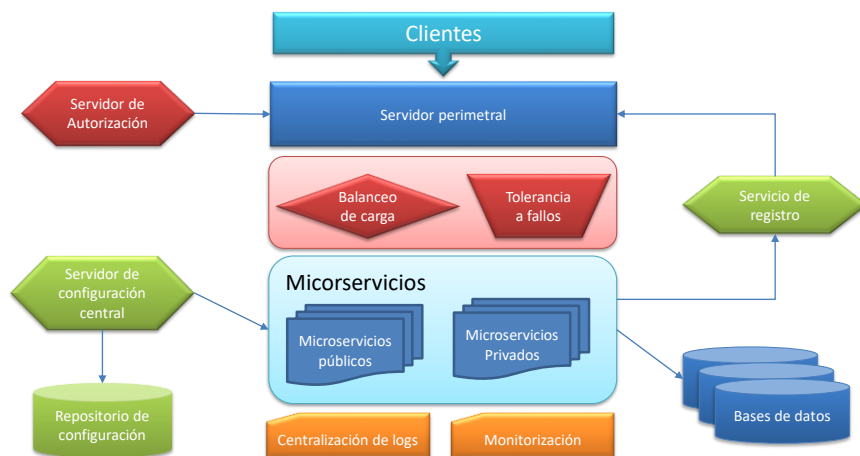 Clientes
Servidor de
Autorización
Servidor perimetral
Balanceo
de carga
Tolerancia
a fallos
Servicio de
registro
Servidor de
configuración
central
Micorservicios
Microservicios
públicos
Microservicios
Privados
Repositorio de
configuración
Bases de datos
Centralización de logs
Monitorización